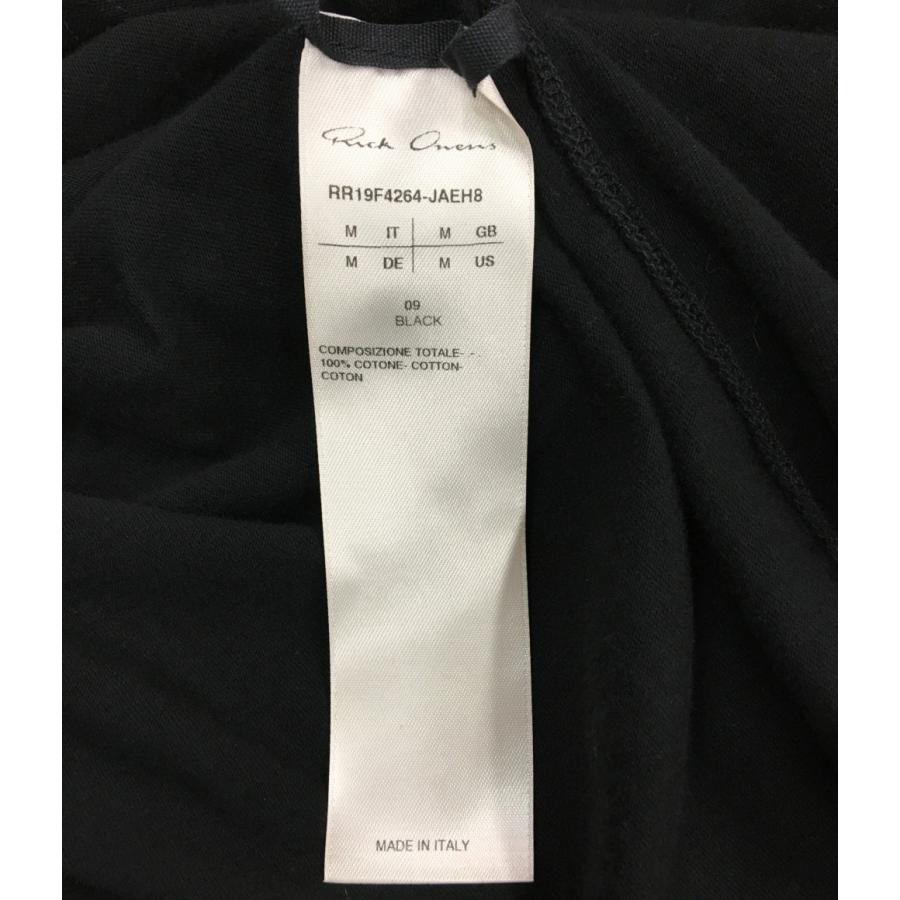 Rick Owens
RR19F4264-JAEH8
M IT M GB
M DE M US
09
BLACK
COMPOSIZIONE TOTALE- -.
100% COTONE- COTTON-
COTON
MADE IN ITALY